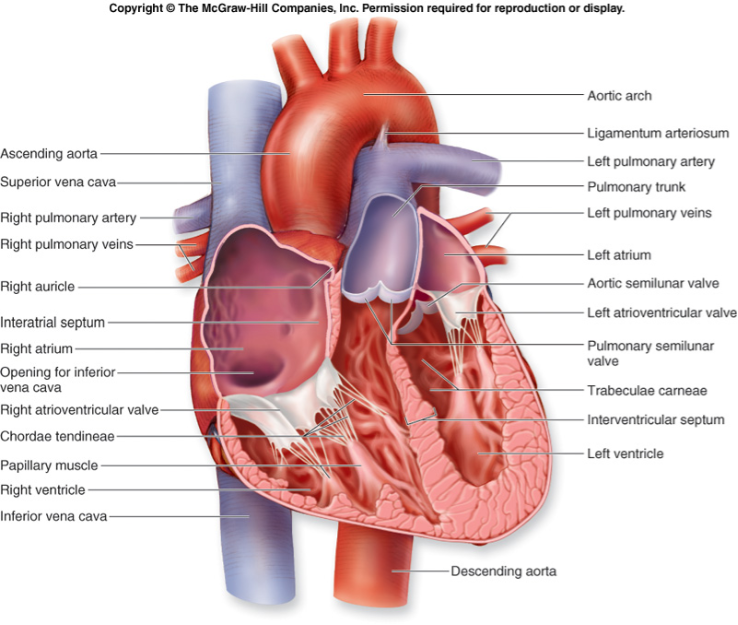 Copyright © The McGraw-Hill Companies, Inc. Permission required for reproduction or display.
Ascending aorta
Superior vena cava
Right pulmonary artery
Right pulmonary veins
Right auricle
Interatrial septum
Right atrium
Opening for inferior
vena cava
Right atrioventricular valve
Chordae tendineae
Papillary muscle
Right ventricle
Inferior vena cava
Aortic arch
Ligamentum arteriosum
Left pulmonary artery
Pulmonary trunk
Left pulmonary veins
Left atrium
Aortic semilunar valve
Left atrioventricular valve
Pulmonary semilunar
valve
Trabeculae carneae
Interventricular septum
Left ventricle
Descending aorta